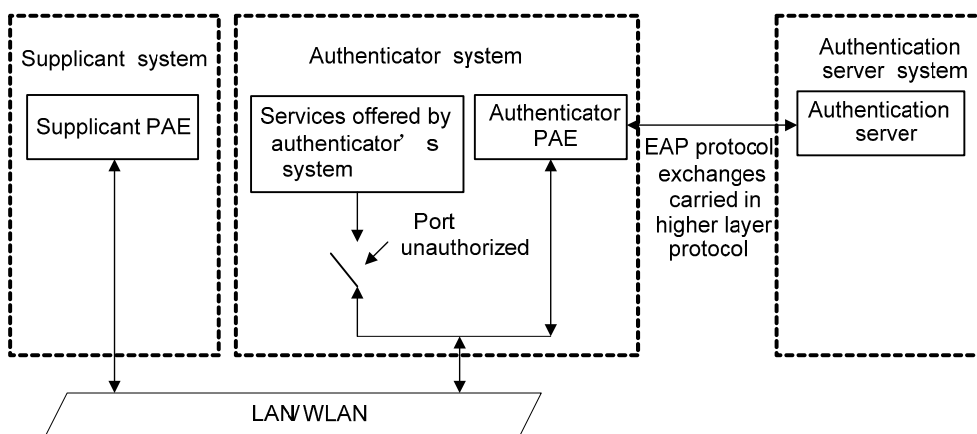 Supplicant system
Supplicant PAE
Authenticator system
Services offered by
authenticator’ s
system
Authenticator
PAE
Port
unauthorized
EAP protocol
exchanges
carried in
higher layer
protocol
Authentication
server system
Authentication
server
LAN/WLAN